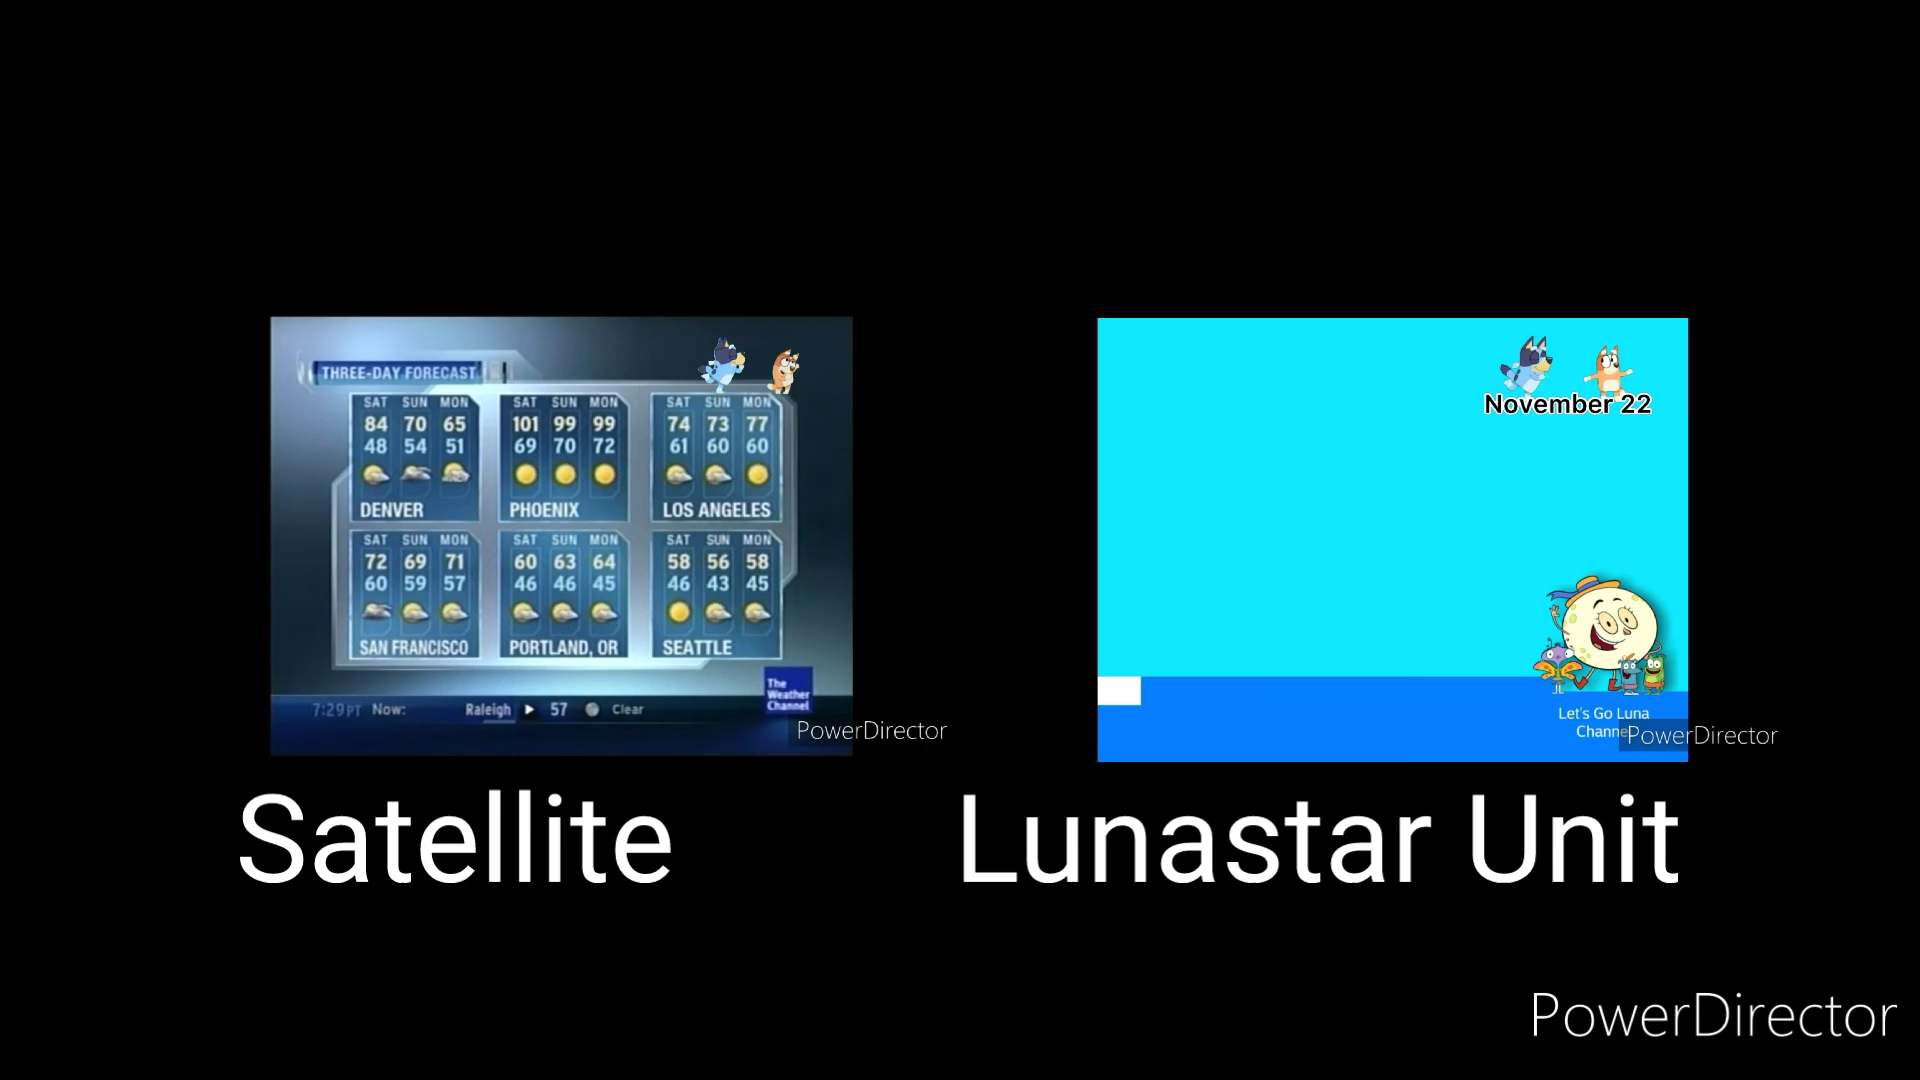 THREE-DAY FORECAST
SAT SUN MON
84 70 65
48 54 51
DENVER
SAT SUN MON
101 99 99
69 70 72
PHOENIX
SAT SUN MON
74 73 77
61 60 60
LOS ANGELES
SAT SUN MON
72 69 71
60 59 57
SAN FRANCISCO
SAT SUN MON
60 63 64
46 46 45
PORTLAND, OR
SAT SUN MON
58 56 58
46 43 45
SEATTLE
The
Weather
Channel
7:29PT Now: Raleigh 57 Clear
PowerDirector
November 22
Let's Go Luna
Channel
PowerDirector
Satellite
Lunastar Unit
PowerDirector